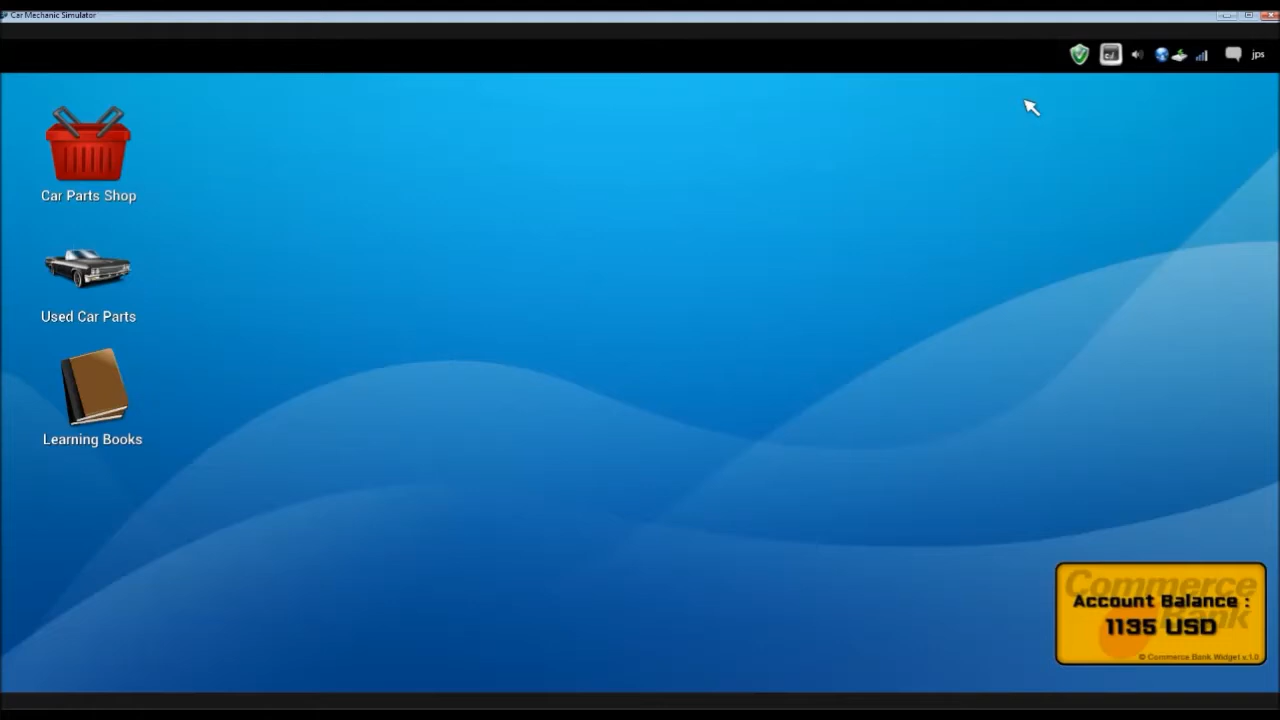 Car Mechanic Simulator
c:/
jps
Car Parts Shop
Used Car Parts
Learning Books
Commerce Bank
Account Balance :
1135 USD
© Commerce Bank Widget v.1.0